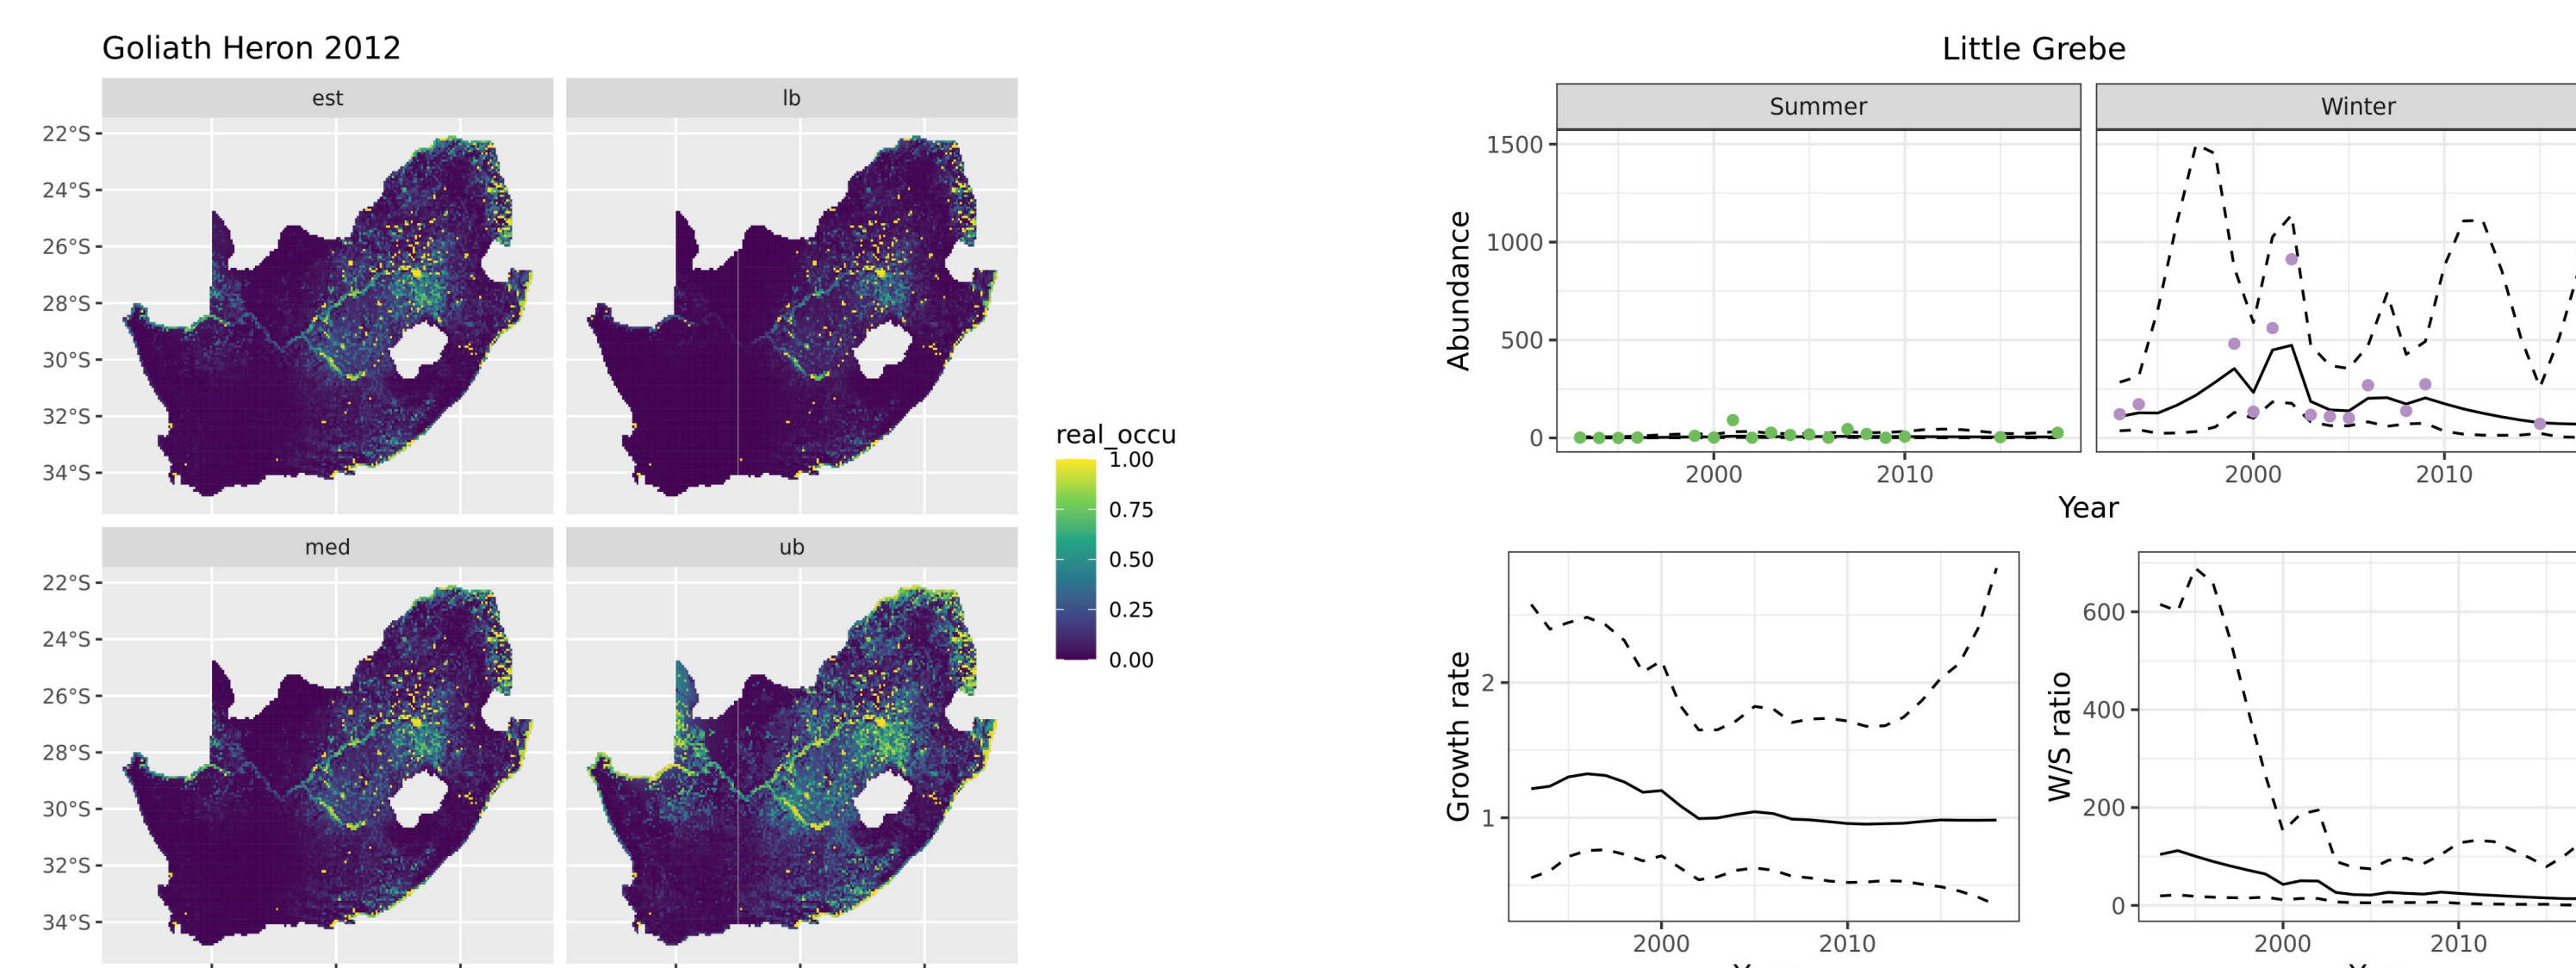 Goliath Heron 2012
est
lb
22°S
24°S
26°S
28°S
30°S
32°S
34°S
med
ub
22°S
24°S
26°S
28°S
30°S
32°S
34°S
real_occu
1.00
0.75
0.50
0.25
0.00
Little Grebe
Summer
Winter
Abundance
1500
1000
500
0
2000
2010
2000
2010
Year
Growth rate
2
1
2000
2010
W/S ratio
600
400
200
0
2000
2010